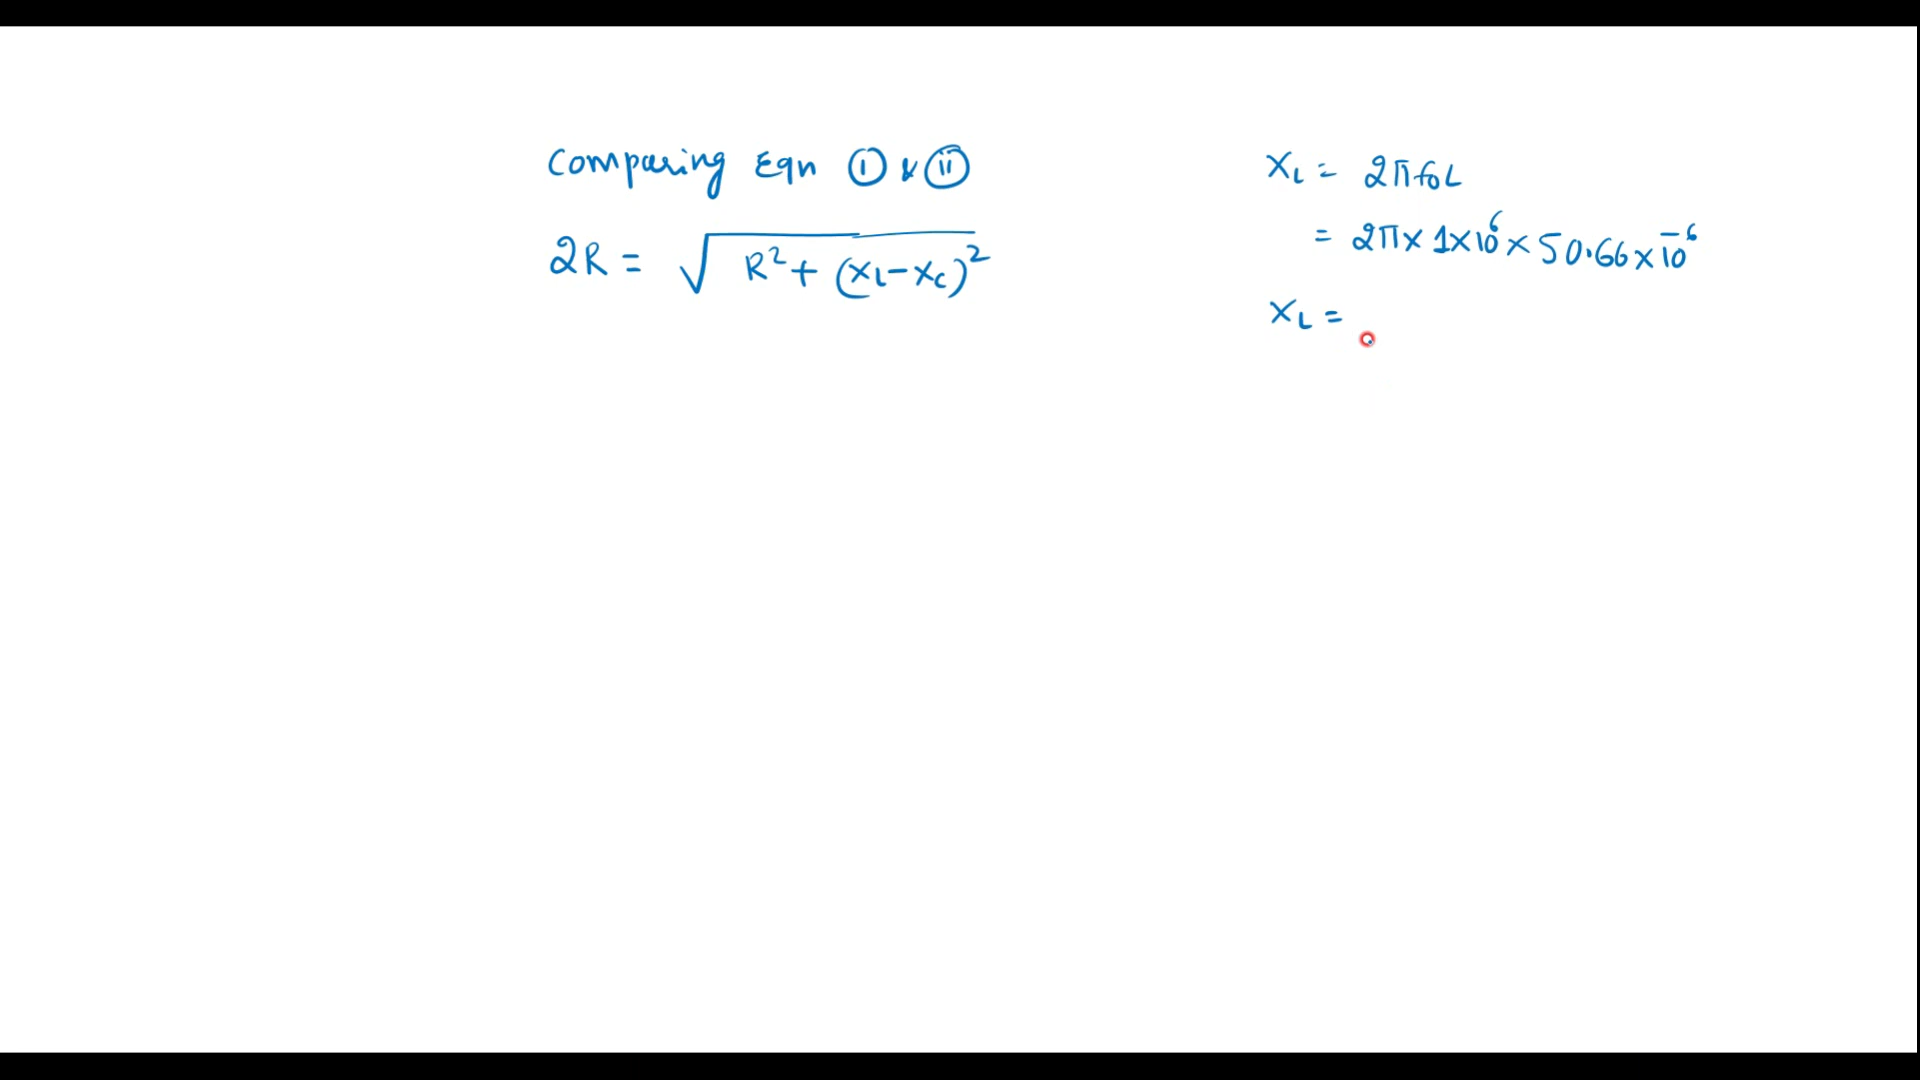 Comparing Eqn ① & ⑪
2R = √R² + (XL-XC)²
XL = 2πf₀L
= 2π × 1×10⁶ × 50.66 × 10⁻⁶
XL =